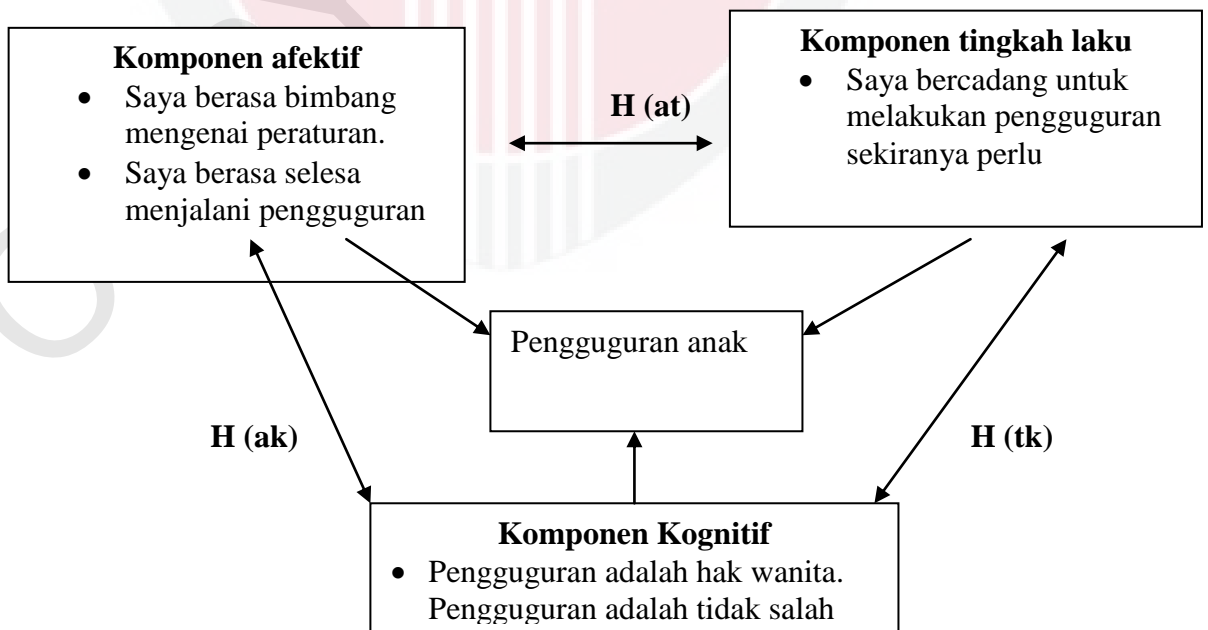 Komponen afektif
• Saya berasa bimbang
mengenai peraturan.
• Saya berasa selesa
menjalani pengguguran
H (at)
Komponen tingkah laku
• Saya bercadang untuk
melakukan pengguguran
sekiranya perlu
Pengguguran anak
H (ak)
H (tk)
Komponen Kognitif
• Pengguguran adalah hak wanita.
Pengguguran adalah tidak salah